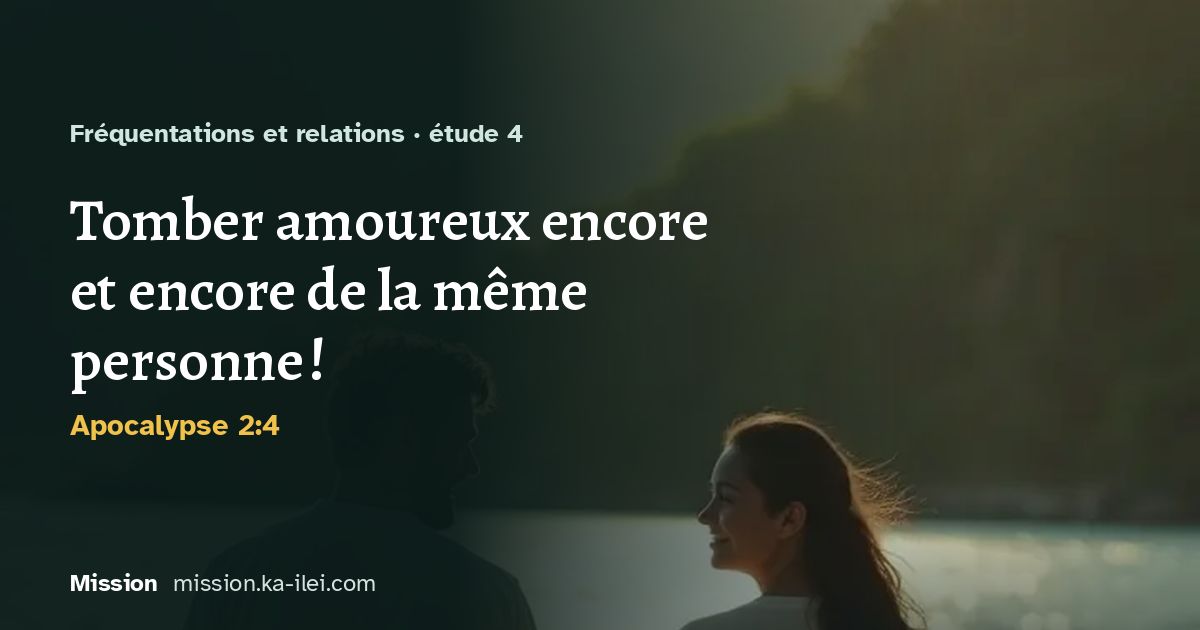 Fréquentations et relations · étude 4
Tomber amoureux encore
et encore de la même
personne !
Apocalypse 2:4
Mission mission.ka-ilei.com